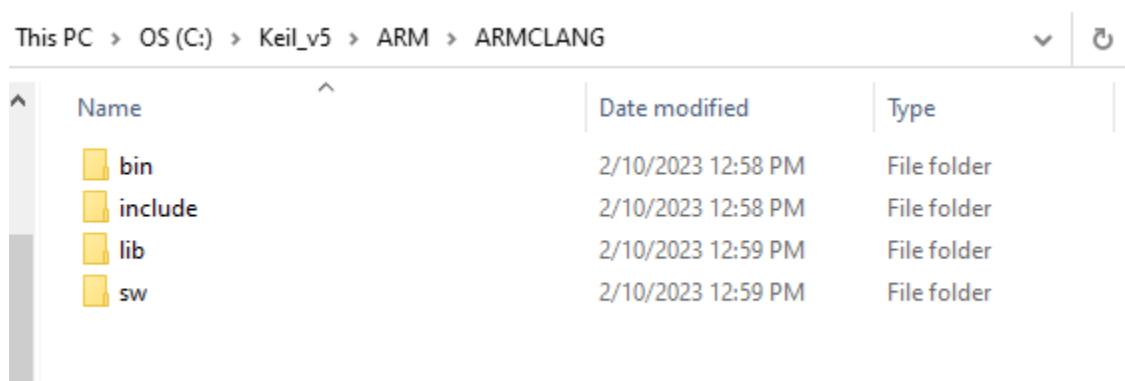 This PC > OS (C:) > Keil_v5 > ARM > ARMCLANG
Name Date modified Type
bin 2/10/2023 12:58 PM File folder
include 2/10/2023 12:58 PM File folder
lib 2/10/2023 12:59 PM File folder
sw 2/10/2023 12:59 PM File folder